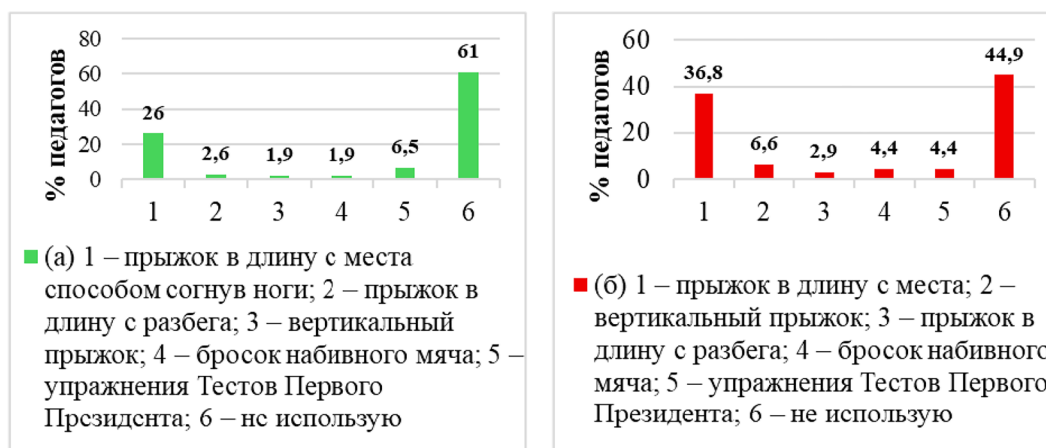 % педагогов
80
60
40
20
0
26
2,6
1,9
1,9
6,5
61
1 2 3 4 5 6
(а) 1 – прыжок в длину с места
способом согнув ноги; 2 – прыжок в
длину с разбега; 3 – вертикальный
прыжок; 4 – бросок набивного мяча; 5 –
упражнения Тестов Первого
Президента; 6 – не использую
% педагогов
60
40
20
0
36,8
6,6
2,9
4,4
4,4
44,9
1 2 3 4 5 6
(б) 1 – прыжок в длину с места; 2 –
вертикальный прыжок; 3 – прыжок в
длину с разбега; 4 – бросок набивного
мяча; 5 – упражнения Тестов Первого
Президента; 6 – не использую